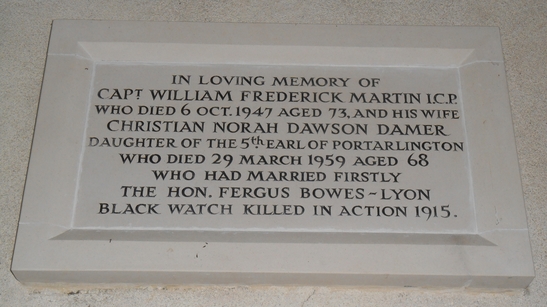 IN LOVING MEMORY OF
CAPT WILLIAM FREDERICK MARTIN I.C.P.
WHO DIED 6 OCT. 1947 AGED 73, AND HIS WIFE
CHRISTIAN NORAH DAWSON DAMER
DAUGHTER OF THE 5th EARL OF PORTARLINGTON
WHO DIED 29 MARCH 1959 AGED 68
WHO HAD MARRIED FIRSTLY
THE HON. FERGUS BOWES~LYON
BLACK WATCH KILLED IN ACTION 1915.